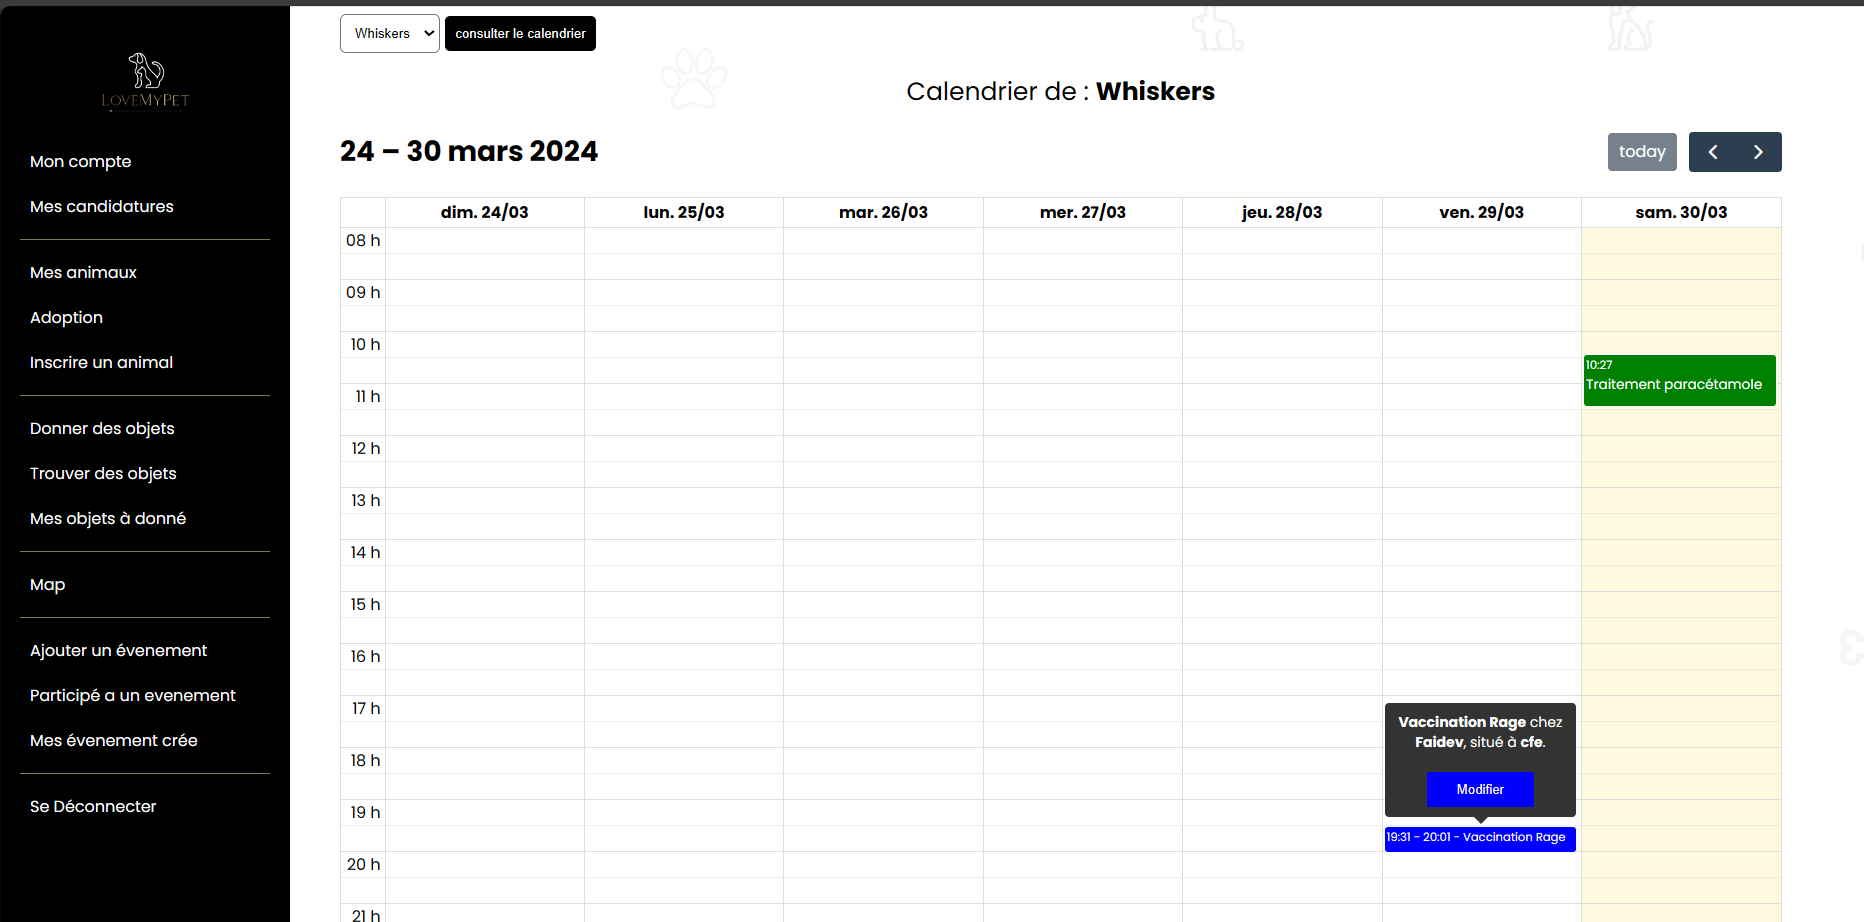 LOVEMYPET
Mon compte
Mes candidatures
Mes animaux
Adoption
Inscrire un animal
Donner des objets
Trouver des objets
Mes objets à donné
Map
Ajouter un évenement
Participé a un evenement
Mes évenement crée
Se Déconnecter
Whiskers
consulter le calendrier
Calendrier de : Whiskers
24 – 30 mars 2024
today
dim. 24/03
lun. 25/03
mar. 26/03
mer. 27/03
jeu. 28/03
ven. 29/03
sam. 30/03
08 h
09 h
10 h
10:27
Traitement paracétamole
11 h
12 h
13 h
14 h
15 h
16 h
17 h
Vaccination Rage chez
Faidev, situé à cfe.
18 h
Modifier
19 h
19:31 - 20:01 - Vaccination Rage
20 h
21 h